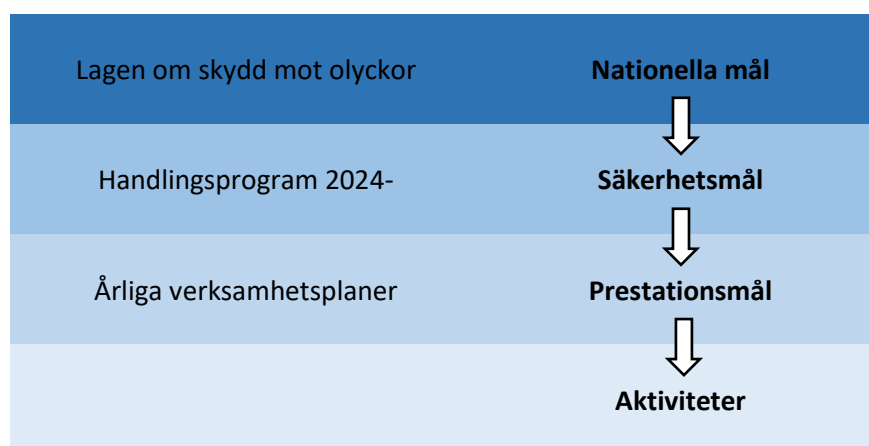 Lagen om skydd mot olyckor Nationella mål
Handlingsprogram 2024- Säkerhetsmål
Årliga verksamhetsplaner Prestationsmål
Aktiviteter